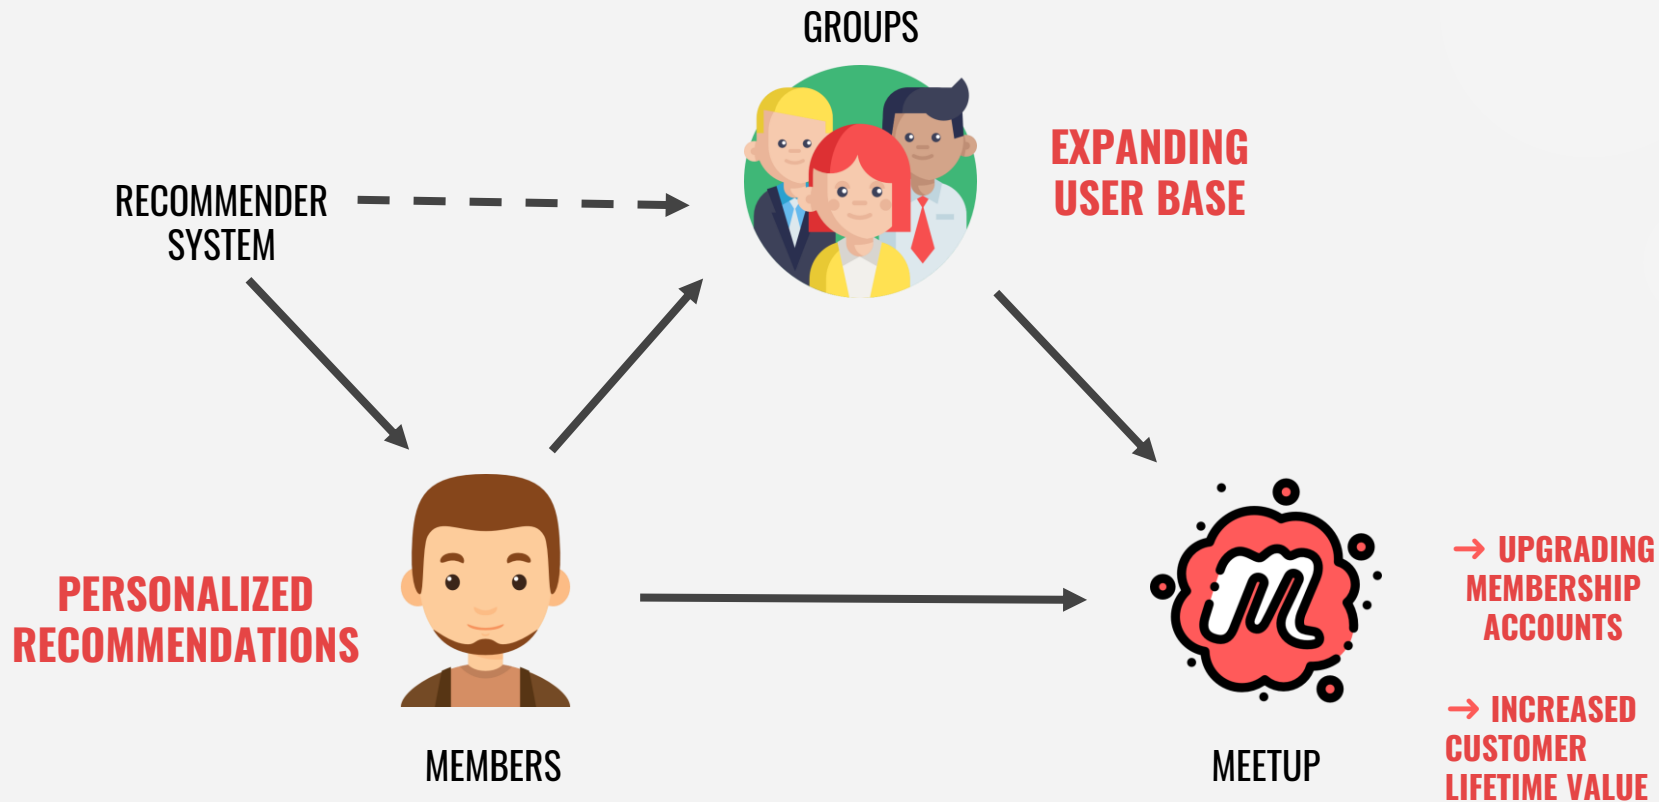 GROUPS
EXPANDING
USER BASE
RECOMMENDER
SYSTEM
PERSONALIZED
RECOMMENDATIONS
MEMBERS
m
MEETUP
→ UPGRADING
MEMBERSHIP
ACCOUNTS
→ INCREASED
CUSTOMER
LIFETIME VALUE